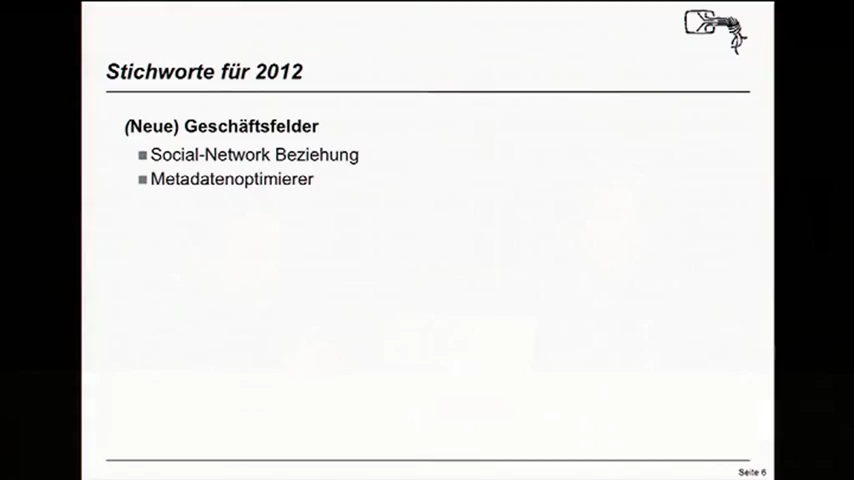 Stichworte für 2012
(Neue) Geschäftsfelder
Social-Network Beziehung
Metadatenoptimierer
Seite 6